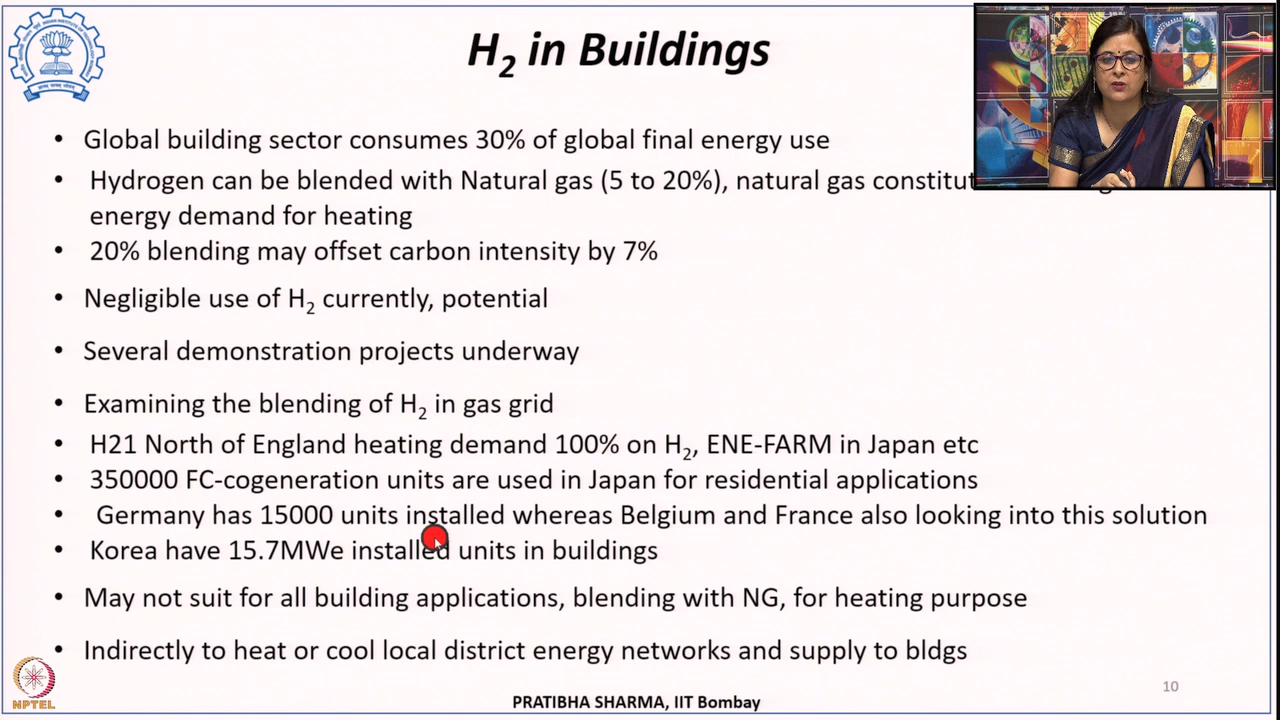 H2 in Buildings
• Global building sector consumes 30% of global final energy use
• Hydrogen can be blended with Natural gas (5 to 20%), natural gas
energy demand for heating
• 20% blending may offset carbon intensity by 7%
• Negligible use of H2 currently, potential
• Several demonstration projects underway
• Examining the blending of H2 in gas grid
• H21 North of England heating demand 100% on H2, ENE-FARM in Japan etc
• 350000 FC-cogeneration units are used in Japan for residential applications
• Germany has 15000 units installed whereas Belgium and France also looking into this solution
• Korea have 15.7MWe installed units in buildings
• May not suit for all building applications, blending with NG, for heating purpose
• Indirectly to heat or cool local district energy networks and supply to bldgs
10
NPTEL
PRATIBHA SHARMA, IIT Bombay